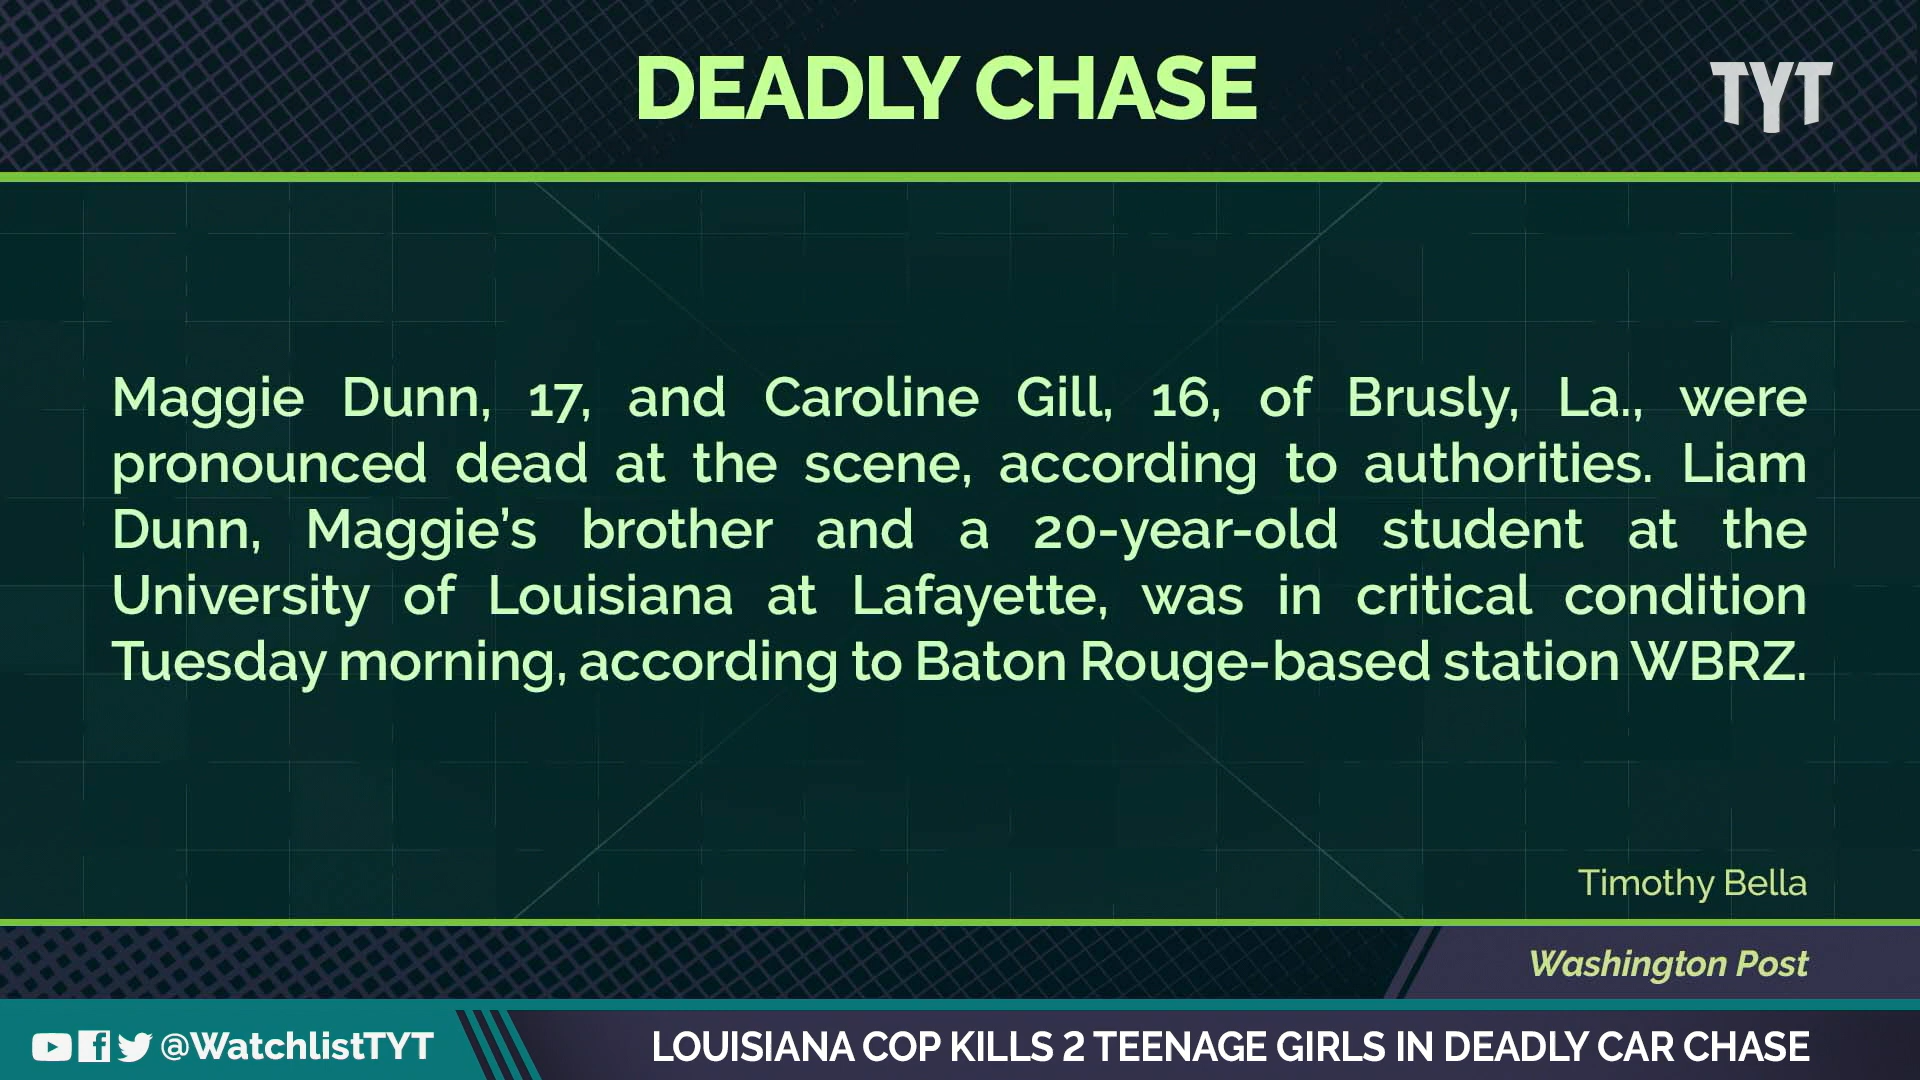 DEADLY CHASE
TYT
Maggie Dunn, 17, and Caroline Gill, 16, of Brusly, La., were
pronounced dead at the scene, according to authorities. Liam
Dunn, Maggie’s brother and a 20-year-old student at the
University of Louisiana at Lafayette, was in critical condition
Tuesday morning, according to Baton Rouge-based station WBRZ.
Timothy Bella
Washington Post
@WatchlistTYT
LOUISIANA COP KILLS 2 TEENAGE GIRLS IN DEADLY CAR CHASE